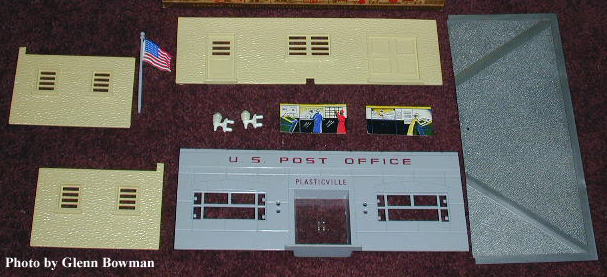 U.S. POST OFFICE
PLASTICVILLE
Photo by Glenn Bowman